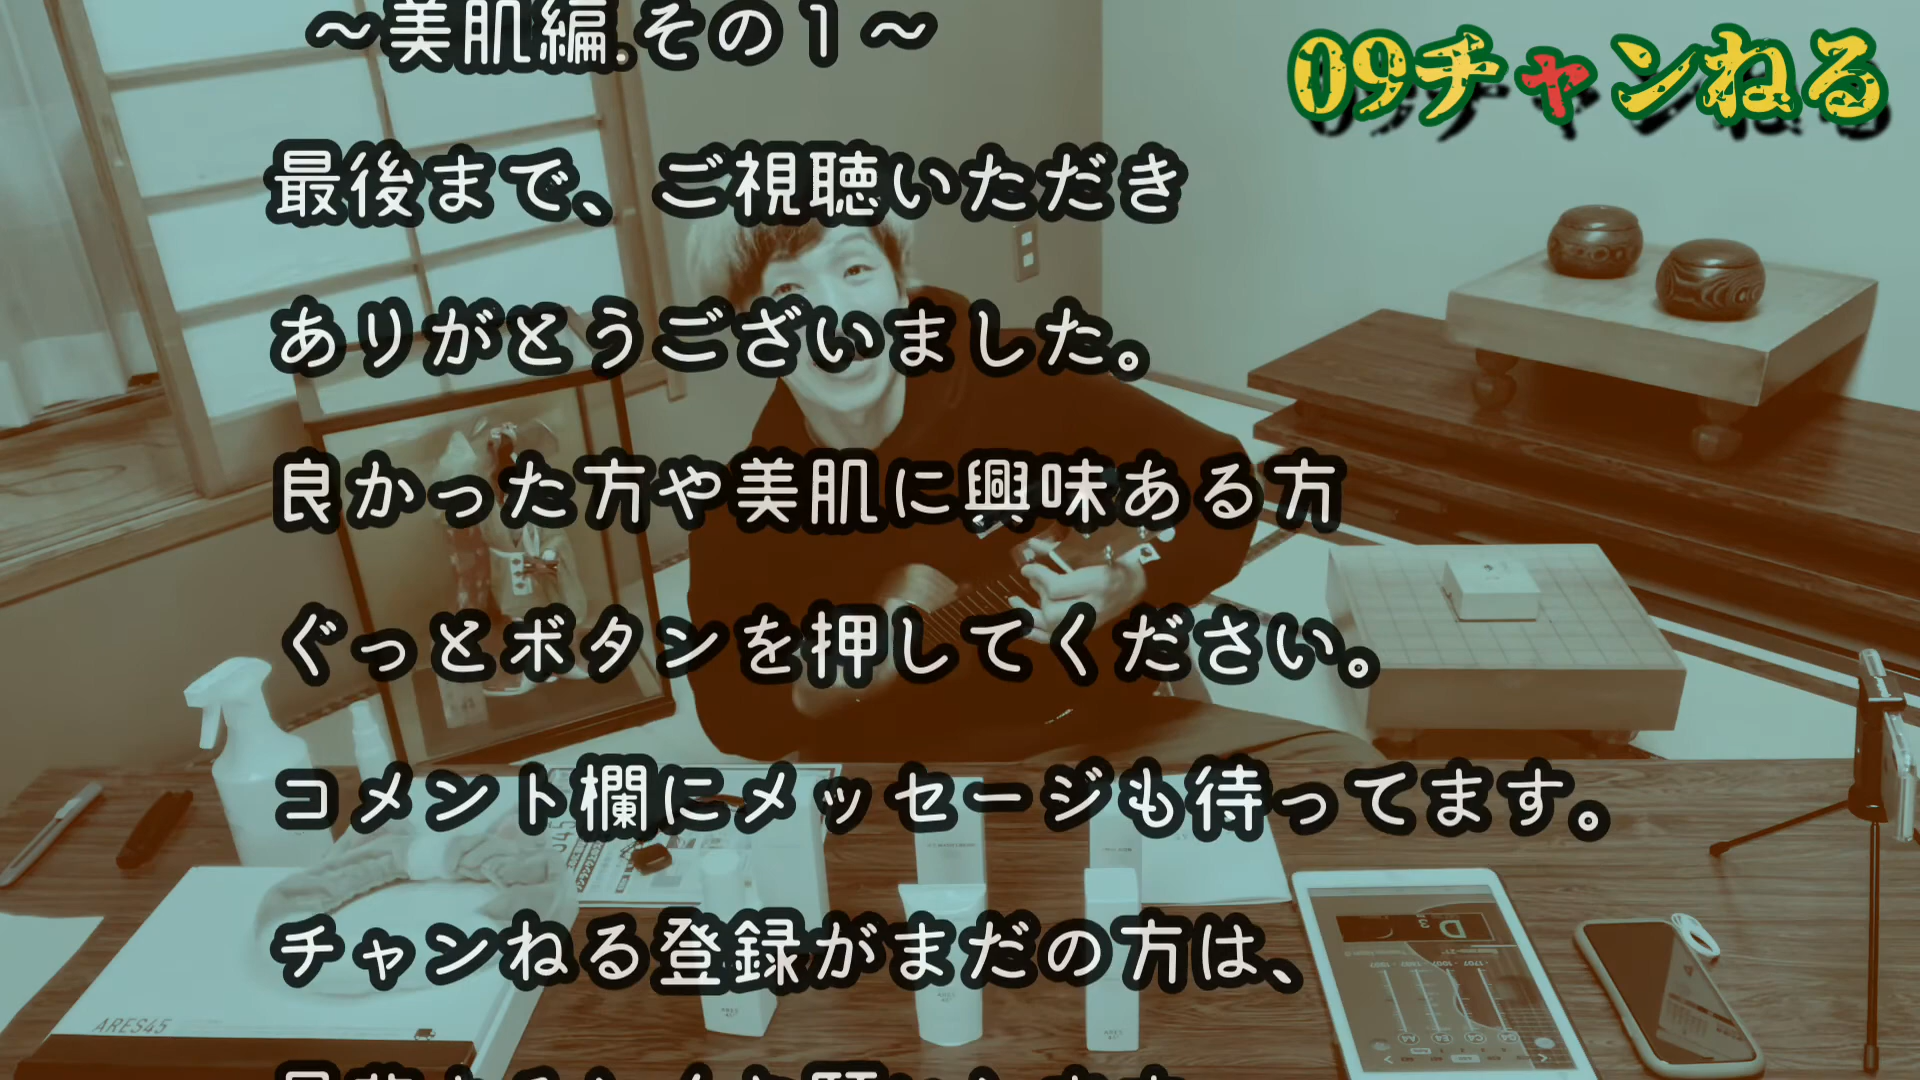 ～美肌編.その１～
09チャンねる
最後まで、ご視聴いただき
ありがとうございました。
良かった方や美肌に興味ある方
ぐっとボタンを押してください。
コメント欄にメッセージも待ってます。
チャンねる登録がまだの方は、
ARES45
D